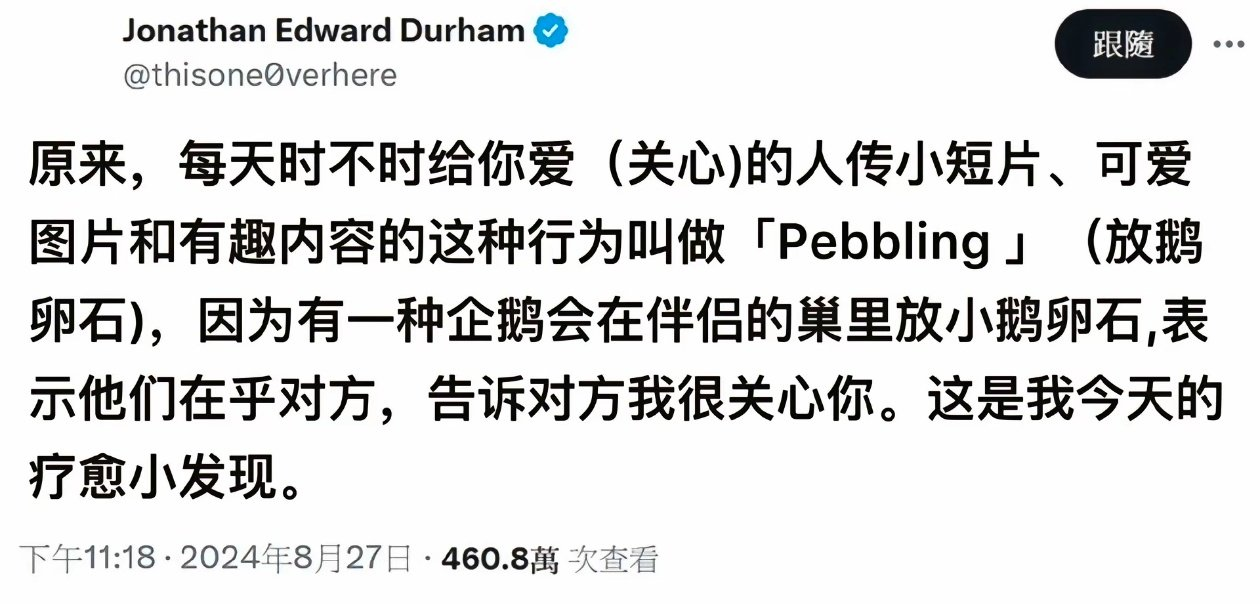 Jonathan Edward Durham
跟隨
@thisone0verhere
原来，每天时不时给你爱（关心)的人传小短片、可爱
图片和有趣内容的这种行为叫做「Pebbling 」（放鹅
卵石)，因为有一种企鹅会在伴侣的巢里放小鹅卵石,表
示他们在乎对方，告诉对方我很关心你。这是我今天的
疗愈小发现。
下午11:18 · 2024年8月27日 · 460.8萬 次查看